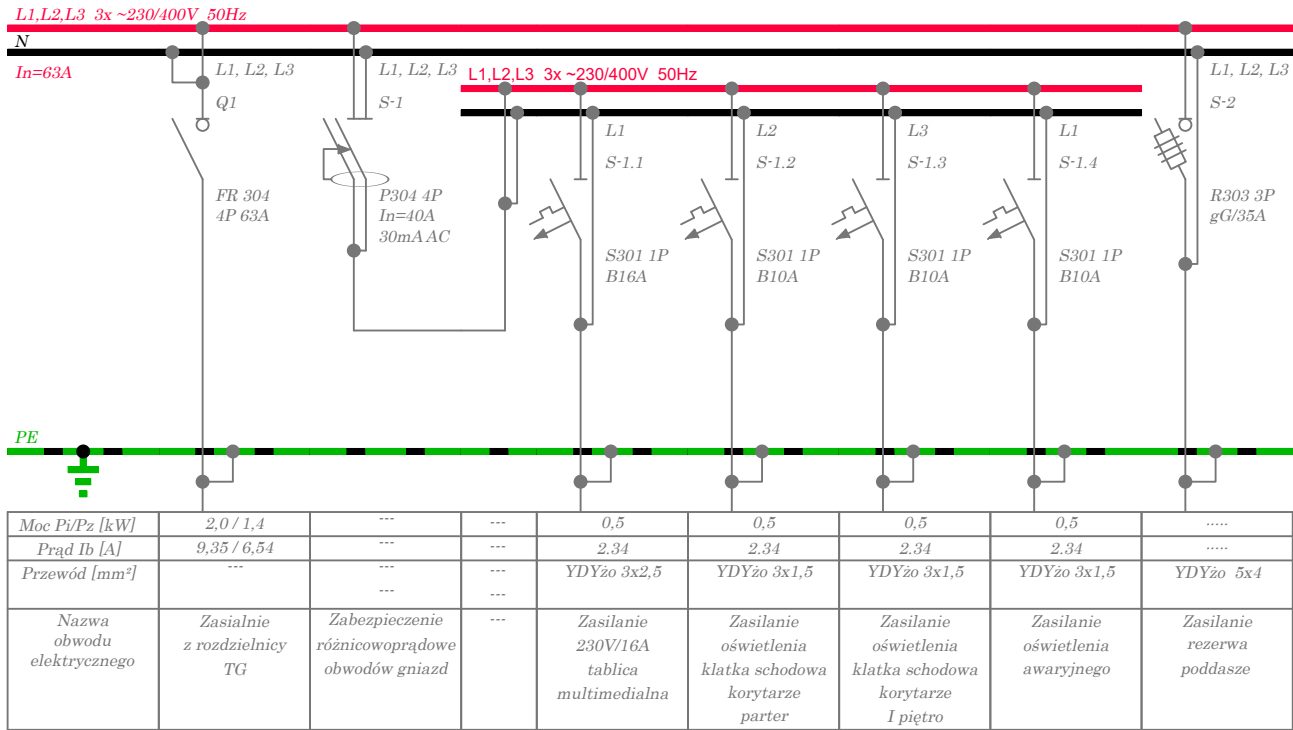 L1,L2,L3 3x ~230/400V 50Hz
N
In=63A
L1, L2, L3
Q1
FR 304
4P 63A
L1, L2, L3
S-1
P304 4P
In=40A
30mA AC
L1,L2,L3 3x ~230/400V 50Hz
L1
S-1.1
S301 1P
B16A
L2
S-1.2
S301 1P
B10A
L3
S-1.3
S301 1P
B10A
L1
S-1.4
S301 1P
B10A
L1, L2, L3
S-2
R303 3P
gG/35A
PE
Moc Pi/Pz [kW] 2,0 / 1,4 --- --- 0,5 0,5 0,5 0,5 .....
Prąd Ib [A] 9,35 / 6,54 --- --- 2.34 2.34 2.34 2.34 .....
Przewód [mm²] --- --- --- YDYżo 3x2,5 YDYżo 3x1,5 YDYżo 3x1,5 YDYżo 3x1,5 YDYżo 5x4
--- ---
Nazwa
obwodu
elektrycznego
Zasialnie
z rozdzielnicy
TG
Zabezpieczenie
różnicowoprądowe
obwodów gniazd
---
Zasilanie
230V/16A
tablica
multimedialna
Zasilanie
oświetlenia
klatka schodowa
korytarze
parter
Zasilanie
oświetlenia
klatka schodowa
korytarze
I piętro
Zasilanie
oświetlenia
awaryjnego
Zasilanie
rezerwa
poddasze